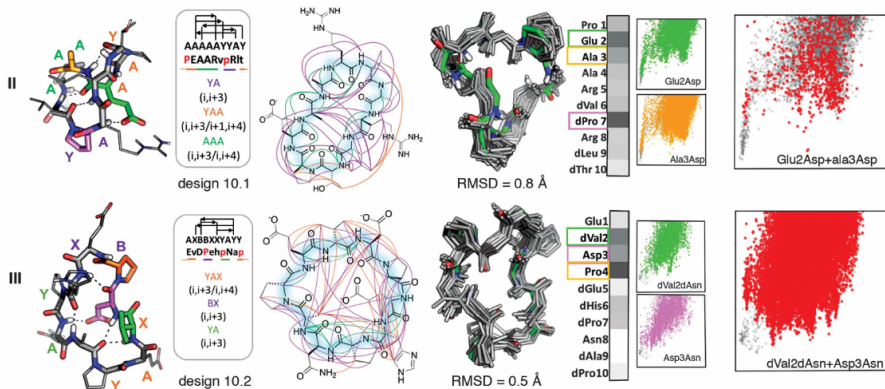 II
A
A
Y
A
A
A
A
Y
AAAAAYYAY
PEAARvpRlt
YA
(i,i+3)
YAA
(i,i+3/i+1,i+4)
AAA
(i,i+3/i,i+4)
design 10.1
RMSD = 0.8 Å
Pro 1
Glu 2
Ala 3
Ala 4
Arg 5
dVal 6
dPro 7
Arg 8
dLeu 9
dThr 10
Glu2Asp
Ala3Asp
Glu2Asp+ala3Asp
III
X
B
Y
X
A
Y
A
AXBBXXYAYY
EvDPehpNap
YAX
(i,i+3/i,i+4)
BX
(i,i+3)
YA
(i,i+3)
design 10.2
RMSD = 0.5 Å
Glu1
dVal2
Asp3
Pro4
dGlu5
dHis6
dPro7
Asn8
dAla9
dPro10
dVal2dAsn
Asp3Asn
dVal2dAsn+Asp3Asn